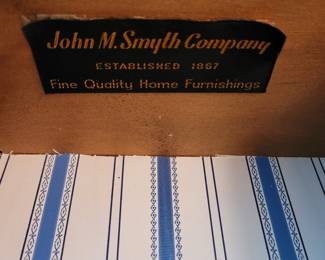 John M. Smyth Company
ESTABLISHED 1867
Fine Quality Home Furnishings